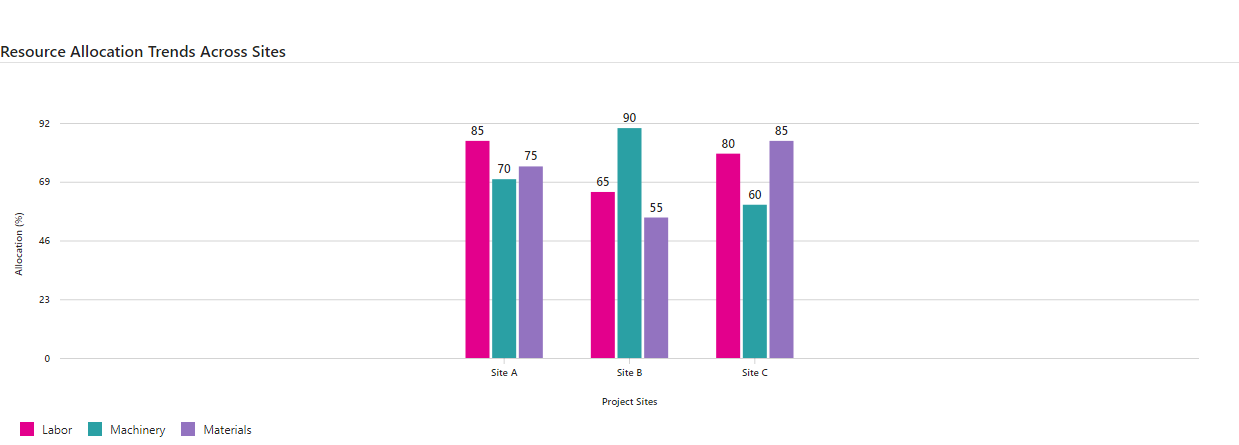 Resource Allocation Trends Across Sites
92
69
46
23
0
Allocation (%)
85
70
75
65
90
55
80
60
85
Site A
Site B
Site C
Project Sites
Labor
Machinery
Materials